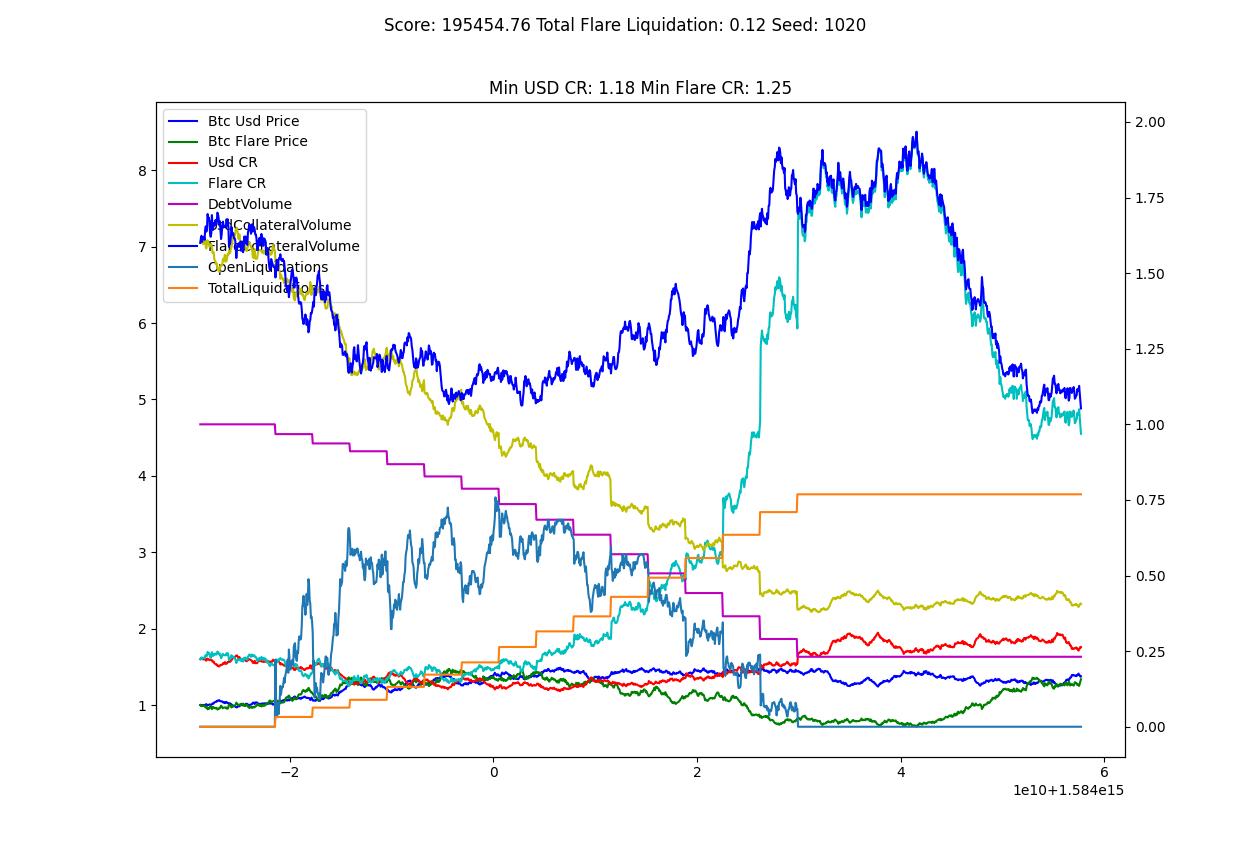 Score: 195454.76 Total Flare Liquidation: 0.12 Seed: 1020
Min USD CR: 1.18 Min Flare CR: 1.25
Btc Usd Price
Btc Flare Price
Usd CR
Flare CR
DebtVolume
UsdCollateralVolume
FlareCollateralVolume
OpenLiquidations
TotalLiquidations
8
7
6
5
4
3
2
1
2.00
1.75
1.50
1.25
1.00
0.75
0.50
0.25
0.00
−2
0
2
4
6
1e10+1.584e15